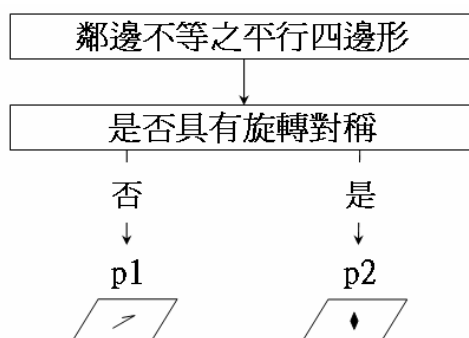 鄰邊不等之平行四邊形
是否具有旋轉對稱
否 是
p1 p2